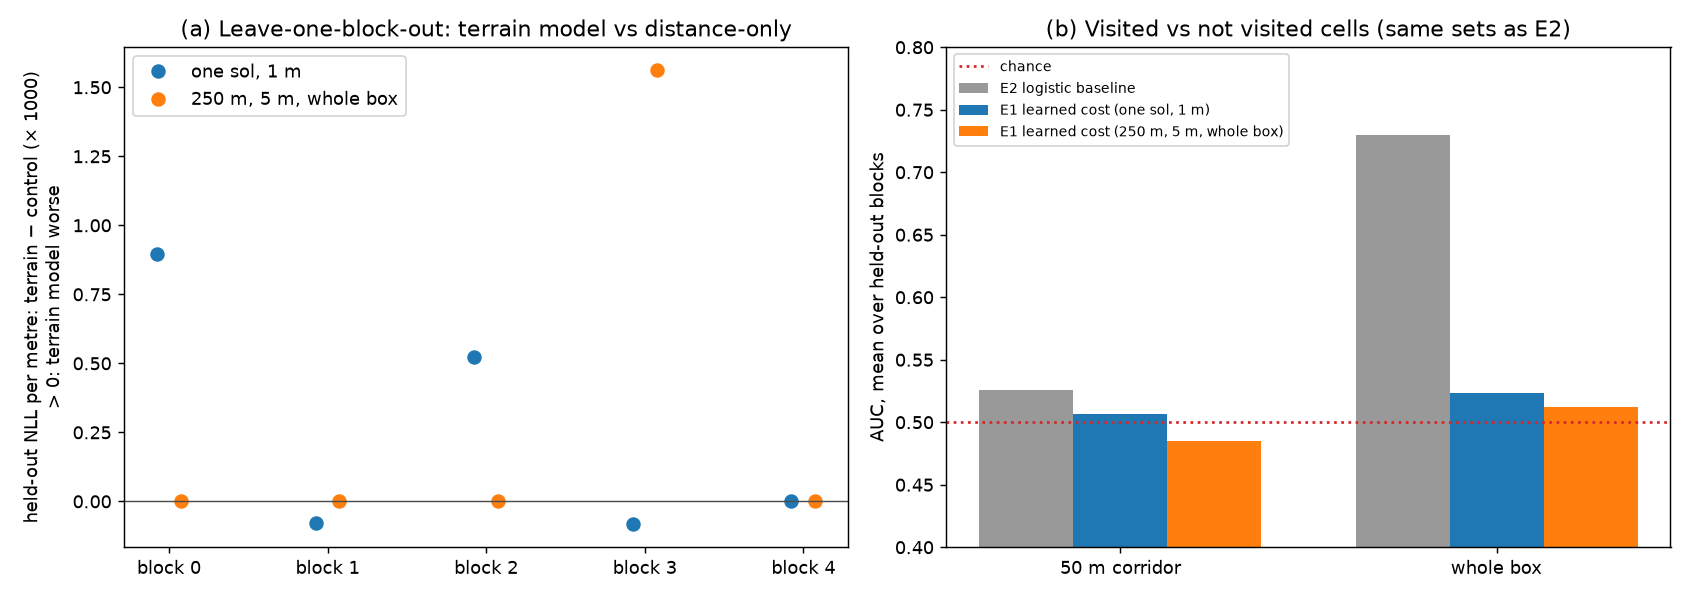 (a) Leave-one-block-out: terrain model vs distance-only
held-out NLL per metre: terrain − control (× 1000)
> 0: terrain model worse
1.50
1.25
1.00
0.75
0.50
0.25
0.00
one sol, 1 m
250 m, 5 m, whole box
block 0
block 1
block 2
block 3
block 4
(b) Visited vs not visited cells (same sets as E2)
AUC, mean over held-out blocks
0.80
0.75
0.70
0.65
0.60
0.55
0.50
0.45
0.40
chance
E2 logistic baseline
E1 learned cost (one sol, 1 m)
E1 learned cost (250 m, 5 m, whole box)
50 m corridor
whole box